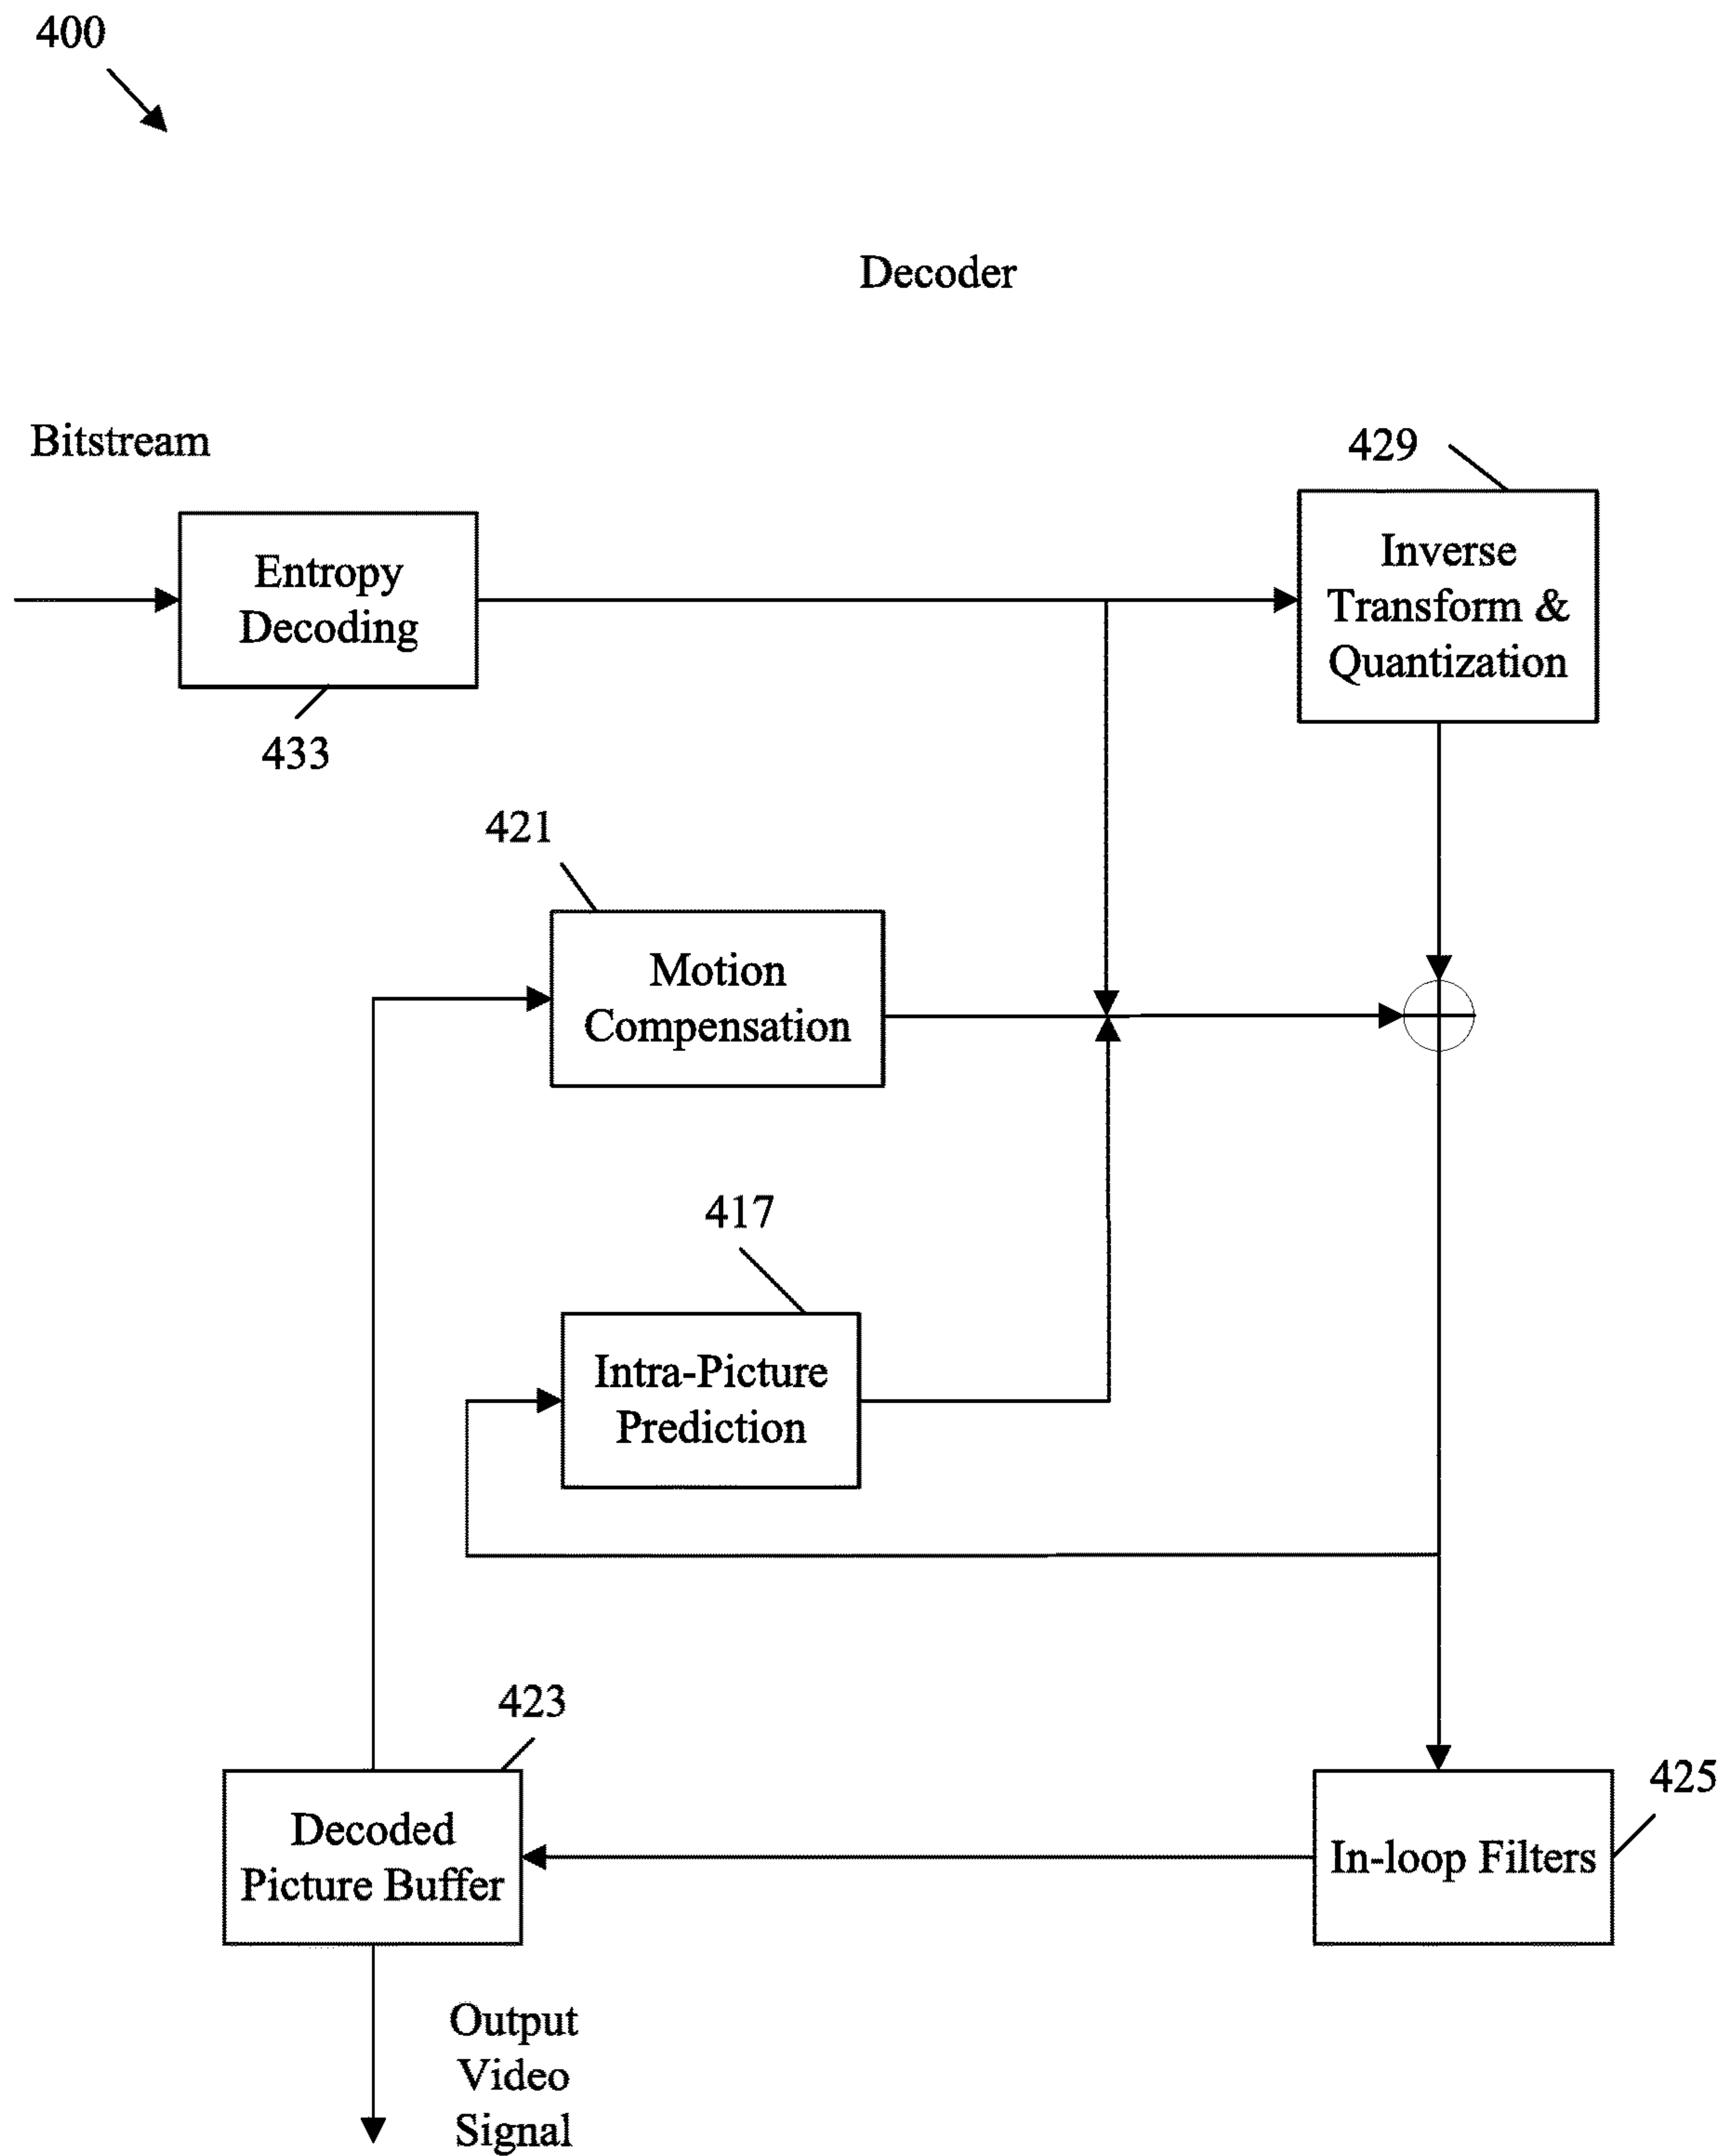 400
Decoder
Bitstream
429
Entropy
Decoding
433
Inverse
Transform &
Quantization
421
Motion
Compensation
417
Intra-Picture
Prediction
423
Decoded
Picture Buffer
425
In-loop Filters
Output
Video
Signal